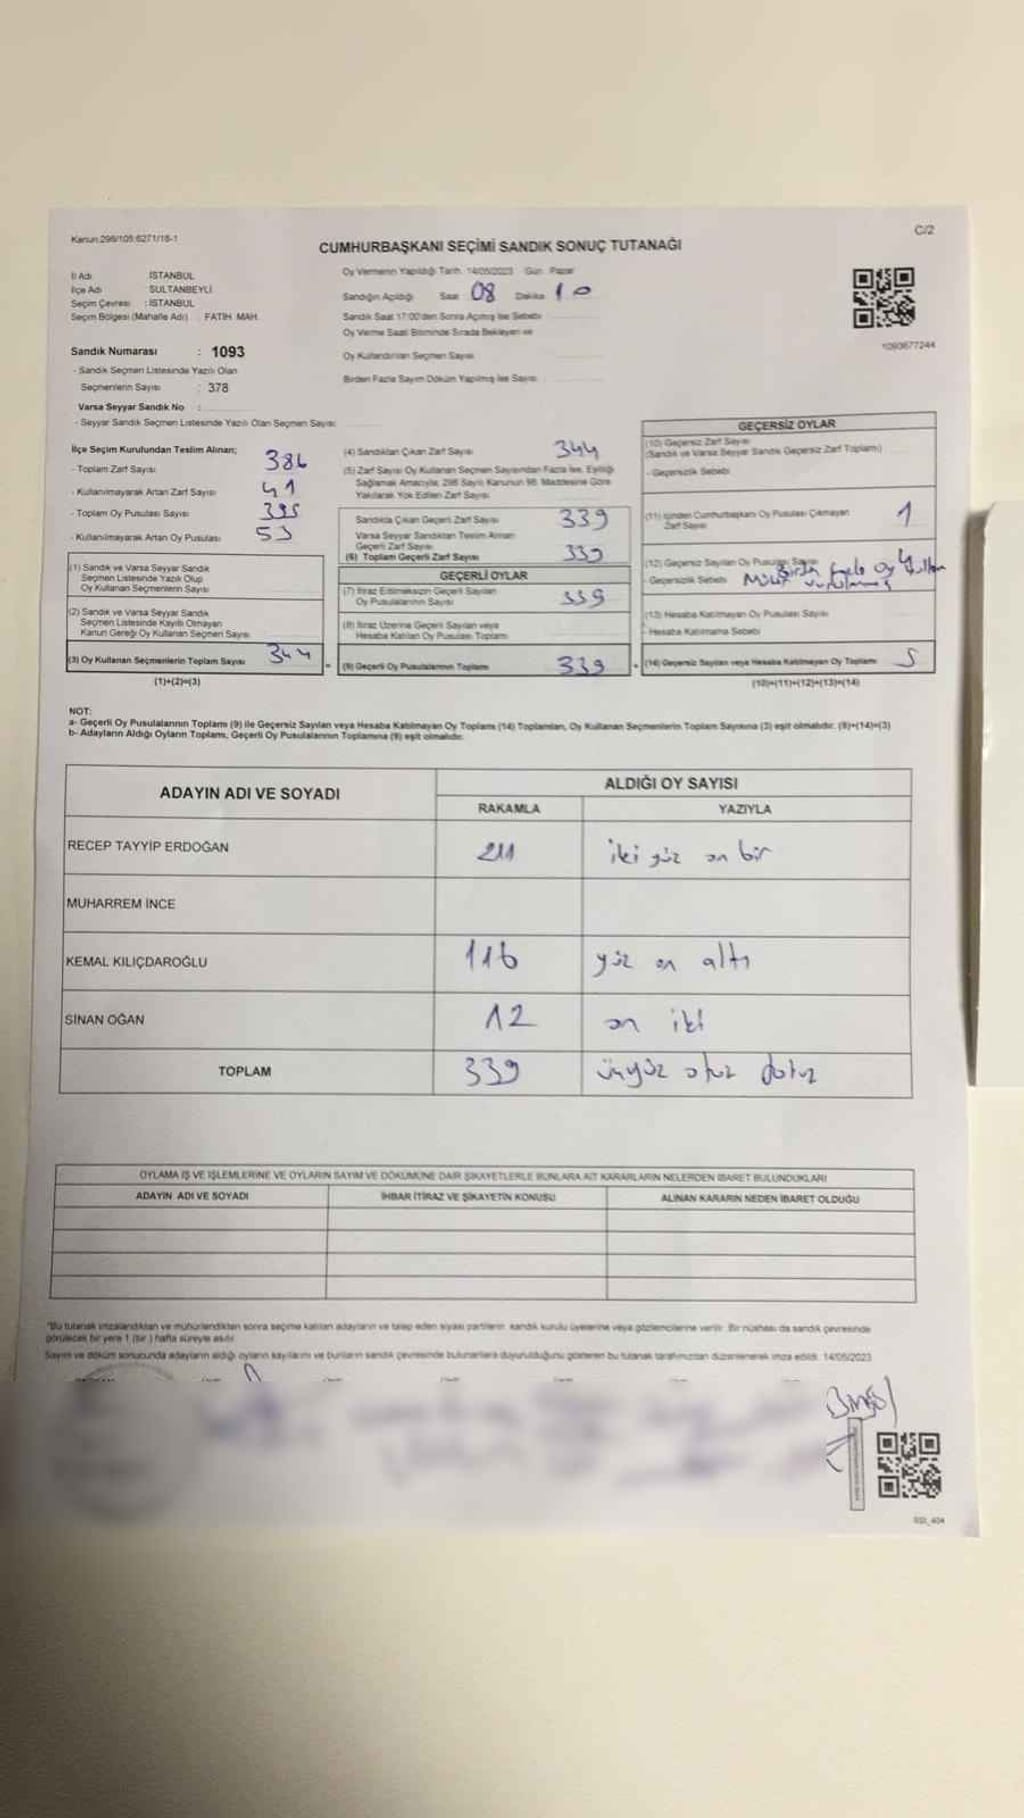 Kanun:298/105;6271/16-1
C/2
CUMHURBAŞKANI SEÇİMİ SANDIK SONUÇ TUTANAĞI
İl Adı İSTANBUL
İlçe Adı SULTANBEYLİ
Seçim Çevresi : İSTANBUL
Seçim Bölgesi (Mahalle Adı) FATİH MAH.
Oy Vermenin Yapıldığı Tarih: 14/05/2023 Gün: Pazar
Sandığın Açıldığı Saat 08 Dakika 10
Sandık Saat 17:00'den Sonra Açılmış İse Sebebi
Oy Verme Saati Bitiminde Sırada Bekleyen ve
Oy Kullandırılan Seçmen Sayısı
Birden Fazla Sayım Döküm Yapılmış İse Sayısı
1093677244
Sandık Numarası : 1093
- Sandık Seçmen Listesinde Yazılı Olan
Seçmenlerin Sayısı : 378
Varsa Seyyar Sandık No :
- Seyyar Sandık Seçmen Listesinde Yazılı Olan Seçmen Sayısı:
İlçe Seçim Kurulundan Teslim Alınan;
- Toplam Zarf Sayısı 386
- Kullanılmayarak Artan Zarf Sayısı 41
- Toplam Oy Pusulası Sayısı 395
- Kullanılmayarak Artan Oy Pusulası 53
(1) Sandık ve Varsa Seyyar Sandık
Seçmen Listesinde Yazılı Olup
Oy Kullanan Seçmenlerin Sayısı
(2) Sandık ve Varsa Seyyar Sandık
Seçmen Listesinde Kayıtlı Olmayan
Kanun Gereği Oy Kullanan Seçmen Sayısı
(3) Oy Kullanan Seçmenlerin Toplam Sayısı 344
(1)+(2)=(3)
(4) Sandıktan Çıkan Zarf Sayısı 344
(5) Zarf Sayısı Oy Kullanan Seçmen Sayısından Fazla İse, Eşitliği
Sağlamak Amacıyla, 298 Sayılı Kanunun 98. Maddesine Göre
Yakılarak Yok Edilen Zarf Sayısı
Sandıkta Çıkan Geçerli Zarf Sayısı 339
Varsa Seyyar Sandıktan Teslim Alınan
Geçerli Zarf Sayısı
(6) Toplam Geçerli Zarf Sayısı 339
GEÇERLİ OYLAR
(7) İtiraz Edilmeksizin Geçerli Sayılan
Oy Pusulalarının Sayısı 339
(8) İtiraz Üzerine Geçerli Sayılan veya
Hesaba Katılan Oy Pusulası Toplamı
(9) Geçerli Oy Pusulalarının Toplamı 339
GEÇERSİZ OYLAR
(10) Geçersiz Zarf Sayısı
(Sandık ve Varsa Seyyar Sandık Geçersiz Zarf Toplamı)
- Geçersizlik Sebebi
(11) İçinden Cumhurbaşkanı Oy Pusulası Çıkmayan
Zarf Sayısı 1
(12) Geçersiz Sayılan Oy Pusulası Sayısı 4
- Geçersizlik Sebebi Birden fazla oy
(13) Hesaba Katılmayan Oy Pusulası Sayısı
- Hesaba Katılmama Sebebi
(14) Geçersiz Sayılan veya Hesaba Katılmayan Oy Toplamı 5
(10)+(11)+(12)+(13)=(14)
NOT:
a- Geçerli Oy Pusulalarının Toplamı (9) ile Geçersiz Sayılan veya Hesaba Katılmayan Oy Toplamı (14) Toplamları, Oy Kullanan Seçmenlerin Toplam Sayısına (3) eşit olmalıdır. (9)+(14)=(3)
b- Adayların Aldığı Oyların Toplamı, Geçerli Oy Pusulalarının Toplamına (9) eşit olmalıdır.
ADAYIN ADI VE SOYADI
ALDIĞI OY SAYISI
RAKAMLA YAZIYLA
RECEP TAYYİP ERDOĞAN 211 iki yüz on bir
MUHARREM İNCE
KEMAL KILIÇDAROĞLU 116 yüz on altı
SİNAN OĞAN 12 on iki
TOPLAM 339 üçyüz otuz dokuz
OYLAMA İŞ VE İŞLEMLERİNE VE OYLARIN SAYIM VE DÖKÜMÜNE DAİR ŞİKAYETLERLE BUNLARA AİT KARARLARIN NELERDEN İBARET BULUNDUKLARI
ADAYIN ADI VE SOYADI İHBAR İTİRAZ VE ŞİKAYETİN KONUSU ALINAN KARARIN NEDEN İBARET OLDUĞU
*Bu tutanak imzalandıktan ve mühürlendikten sonra seçime katılan adayların ve talep eden siyasi partilerin sandık kurulu üyelerine veya gözlemcilerine verilir. Bir nüshası da sandık çevresinde
görülecek bir yere 1 (bir) hafta süreyle asılır.
Sayım ve döküm sonucunda adayların aldığı oyların sayılarını ve bunların sandık çevresinde bulunanlara duyurulduğunu gösteren bu tutanak tarafımızdan düzenlenerek imza edildi. 14/05/2023